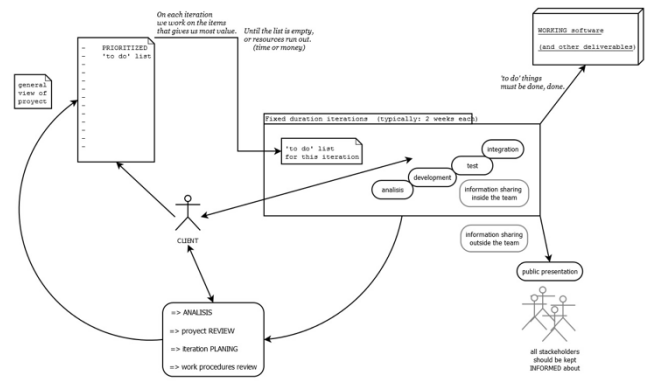 On each iteration
we work on the items
that gives us most value.
Until the list is empty,
or resources run out.
(time or money)
WORKING software
(and other deliverables)
PRIORITIZED
'to do' list
general
view of
proyect
'to do' things
must be done, done.
Fixed duration iterations (typically: 2 weeks each)
'to do' list
for this iteration
integration
test
development
analisis
information sharing
inside the team
information sharing
outside the team
CLIENT
public presentation
=> ANALISIS
=> proyect REVIEW
=> iteration PLANING
=> work procedures review
all stackeholders
should be kept
INFORMED about